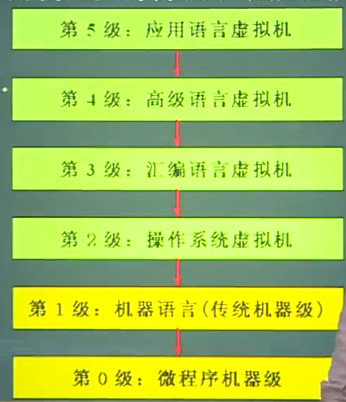 第 5 级：应用语言虚拟机
第 4 级：高级语言虚拟机
第 3 级：汇编语言虚拟机
第 2 级：操作系统虚拟机
第 1 级：机器语言(传统机器级)
第 0 级：微程序机器级